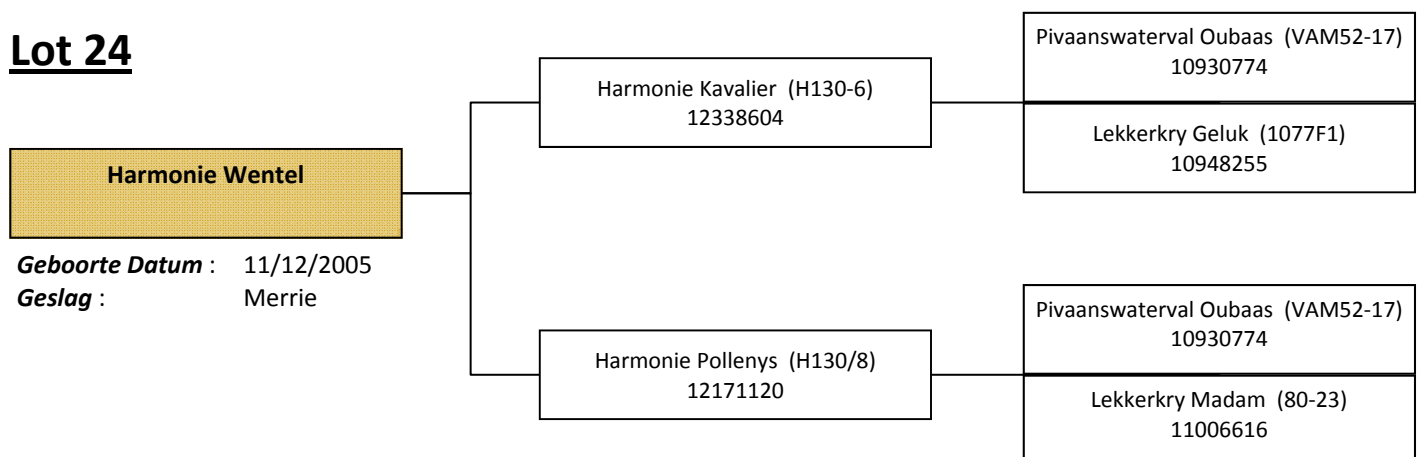 Lot 24
Harmonie Wentel
Geboorte Datum : 11/12/2005
Geslag : Merrie
Harmonie Kavalier (H130-6)
12338604
Harmonie Pollenys (H130/8)
12171120
Pivaanswaterval Oubaas (VAM52-17)
10930774
Lekkerkry Geluk (1077F1)
10948255
Pivaanswaterval Oubaas (VAM52-17)
10930774
Lekkerkry Madam (80-23)
11006616